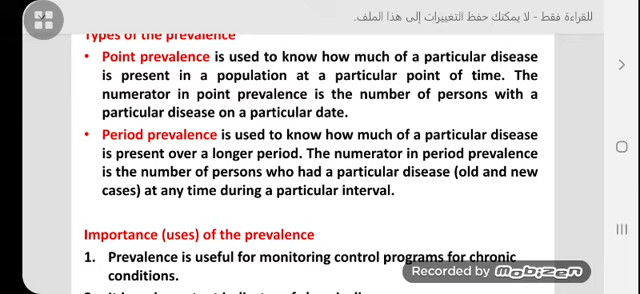 للقراءة فقط - لا يمكنك حفظ التغييرات إلى هذا الملف.
Types of the prevalence
• Point prevalence is used to know how much of a particular disease
is present in a population at a particular point of time. The
numerator in point prevalence is the number of persons with a
particular disease on a particular date.
• Period prevalence is used to know how much of a particular disease
is present over a longer period. The numerator in period prevalence
is the number of persons who had a particular disease (old and new
cases) at any time during a particular interval.
Importance (uses) of the prevalence
1. Prevalence is useful for monitoring control programs for chronic
conditions.
Recorded by Mobizen